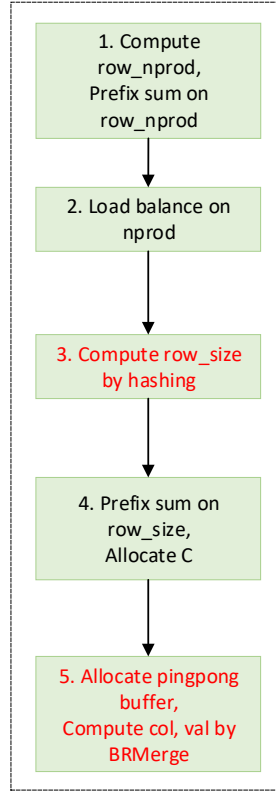 1. Compute
row_nprod,
Prefix sum on
row_nprod
2. Load balance on
nprod
3. Compute row_size
by hashing
4. Prefix sum on
row_size,
Allocate C
5. Allocate pingpong
buffer,
Compute col, val by
BRMerge